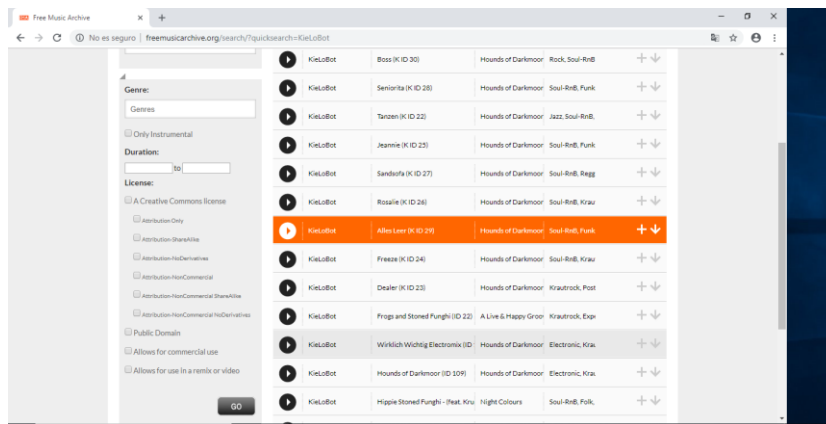 Free Music Archive
No es seguro | freemusicarchive.org/search/?quicksearch=KieLoBot
Genre:
Genres
Only Instrumental
Duration:
to
License:
A Creative Commons license
Attribution Only
Attribution-ShareAlike
Attribution-NoDerivatives
Attribution-NonCommercial
Attribution-NonCommercial ShareAlike
Attribution-NonCommercial NoDerivatives
Public Domain
Allows for commercial use
Allows for use in a remix or video
GO
KieLoBot Boss (K ID 30) Hounds of Darkmoor Rock, Soul-RnB
KieLoBot Seniorita (K ID 28) Hounds of Darkmoor Soul-RnB, Funk
KieLoBot Tanzen (K ID 22) Hounds of Darkmoor Jazz, Soul-RnB,
KieLoBot Jeannie (K ID 25) Hounds of Darkmoor Soul-RnB, Funk
KieLoBot Sandsofa (K ID 27) Hounds of Darkmoor Soul-RnB, Regg
KieLoBot Rosalie (K ID 26) Hounds of Darkmoor Soul-RnB, Krau
KieLoBot Alles Leer (K ID 29) Hounds of Darkmoor Soul-RnB, Funk
KieLoBot Freeze (K ID 24) Hounds of Darkmoor Soul-RnB, Krau
KieLoBot Dealer (K ID 23) Hounds of Darkmoor Krautrock, Post
KieLoBot Frogs and Stoned Funghi (ID 22) A Live & Happy Groov Krautrock, Expe
KieLoBot Wirklich Wichtig Electromix (ID Hounds of Darkmoor Electronic, Krau
KieLoBot Hounds of Darkmoor (ID 109) Hounds of Darkmoor Electronic, Krau
KieLoBot Hippie Stoned Funghi - (feat. Kru Night Colours Soul-RnB, Folk,